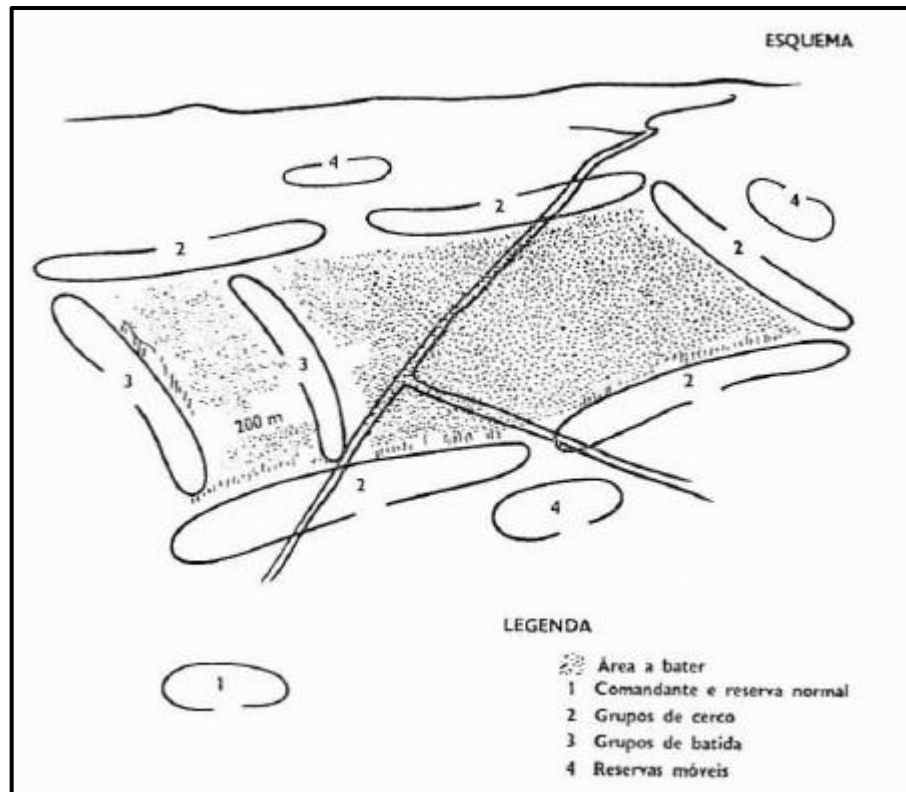 ESQUEMA
4
4
2
2
2
3
3
2
200 m
2
4
1
LEGENDA
Área a bater
1 Comandante e reserva normal
2 Grupos de cerco
3 Grupos de batida
4 Reservas móveis